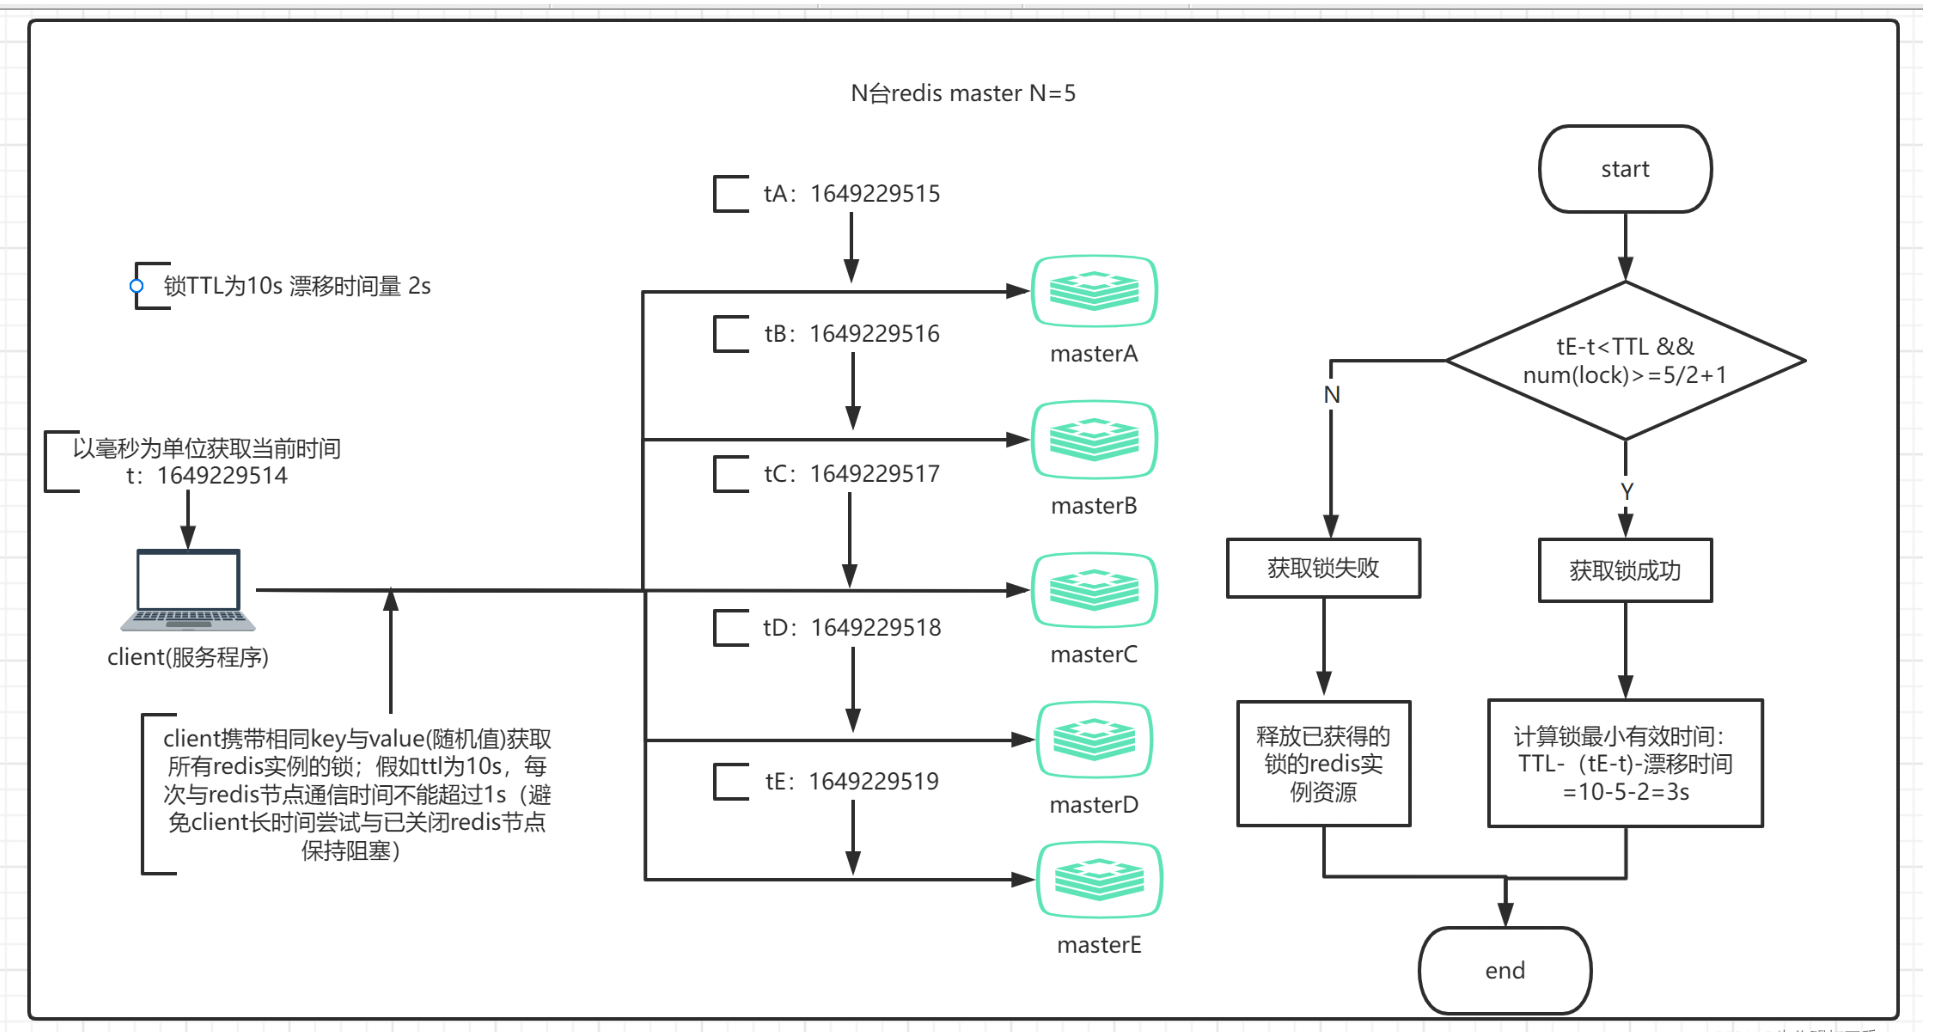 N台redis master N=5
锁TTL为10s 漂移时间量 2s
以毫秒为单位获取当前时间
t：1649229514
client(服务程序)
client携带相同key与value(随机值)获取
所有redis实例的锁；假如ttl为10s，每
次与redis节点通信时间不能超过1s（避
免client长时间尝试与已关闭redis节点
保持阻塞）
tA：1649229515
masterA
tB：1649229516
masterB
tC：1649229517
masterC
tD：1649229518
masterD
tE：1649229519
masterE
start
tE-t<TTL &&
num(lock)>=5/2+1
N
Y
获取锁失败
获取锁成功
释放已获得的
锁的redis实
例资源
计算锁最小有效时间：
TTL-（tE-t)-漂移时间
=10-5-2=3s
end